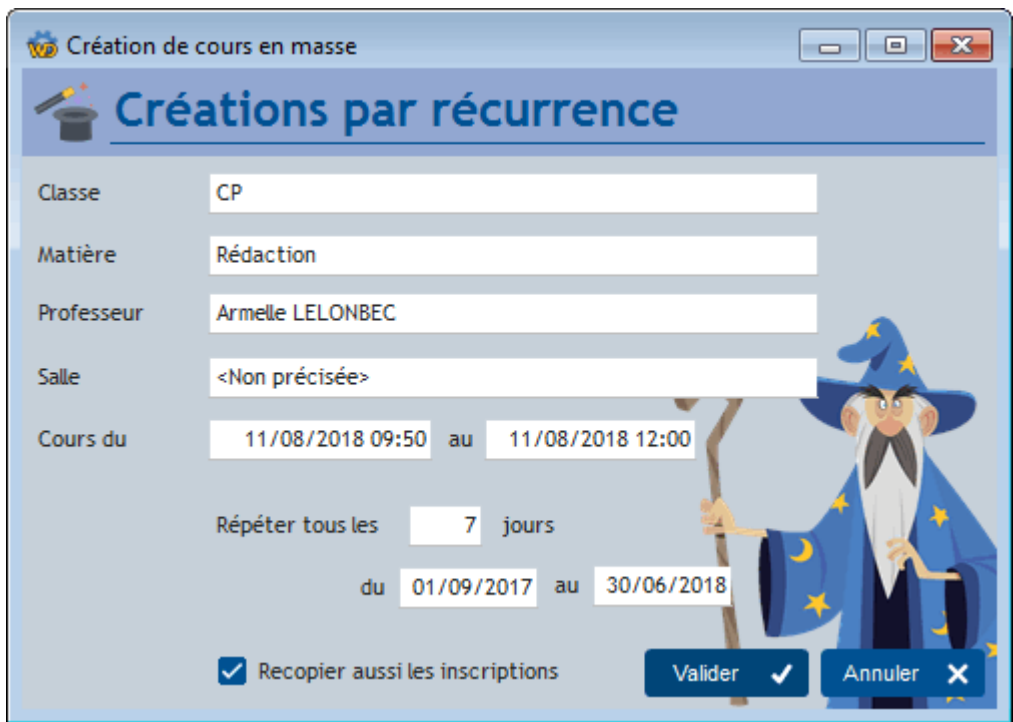 Création de cours en masse
Créations par récurrence
Classe CP
Matière Rédaction
Professeur Armelle LELONBEC
Salle <Non précisée>
Cours du 11/08/2018 09:50 au 11/08/2018 12:00
Répéter tous les 7 jours
du 01/09/2017 au 30/06/2018
Recopier aussi les inscriptions Valider Annuler